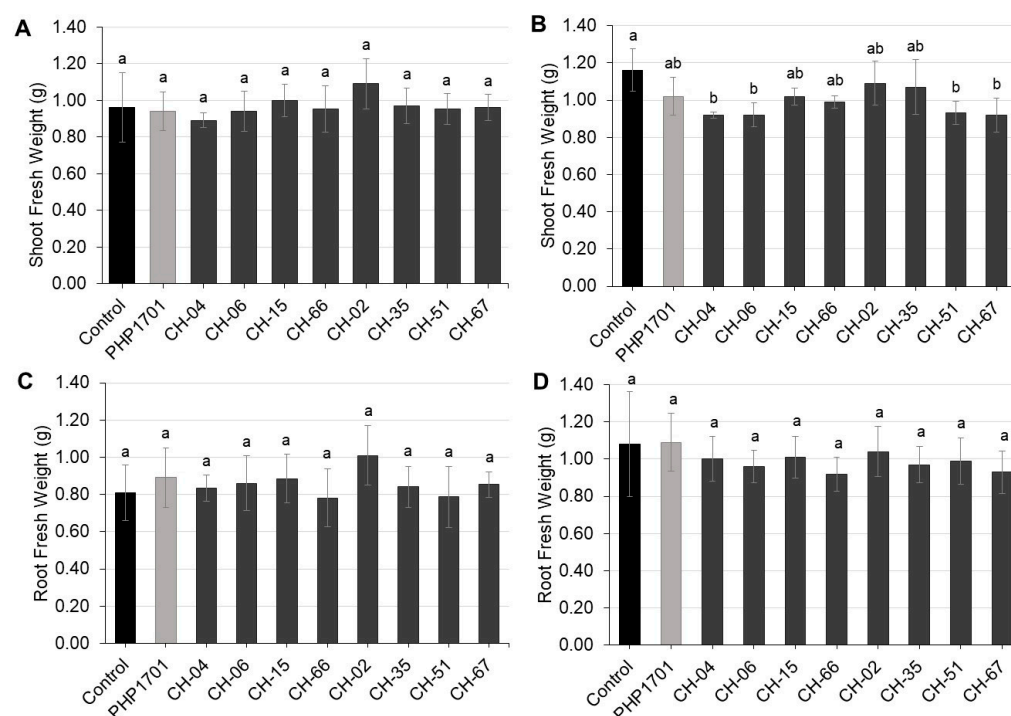 A
Shoot Fresh Weight (g)
1.40
1.20
1.00
0.80
0.60
0.40
0.20
0.00
a a a a a a a a a a
Control PHP1701 CH-04 CH-06 CH-15 CH-66 CH-02 CH-35 CH-51 CH-67
B
Shoot Fresh Weight (g)
1.40
1.20
1.00
0.80
0.60
0.40
0.20
0.00
a ab b b ab ab ab ab b b
Control PHP1701 CH-04 CH-06 CH-15 CH-66 CH-02 CH-35 CH-51 CH-67
C
Root Fresh Weight (g)
1.40
1.20
1.00
0.80
0.60
0.40
0.20
0.00
a a a a a a a a a a
Control PHP1701 CH-04 CH-06 CH-15 CH-66 CH-02 CH-35 CH-51 CH-67
D
Root Fresh Weight (g)
1.40
1.20
1.00
0.80
0.60
0.40
0.20
0.00
a a a a a a a a a a
Control PHP1701 CH-04 CH-06 CH-15 CH-66 CH-02 CH-35 CH-51 CH-67